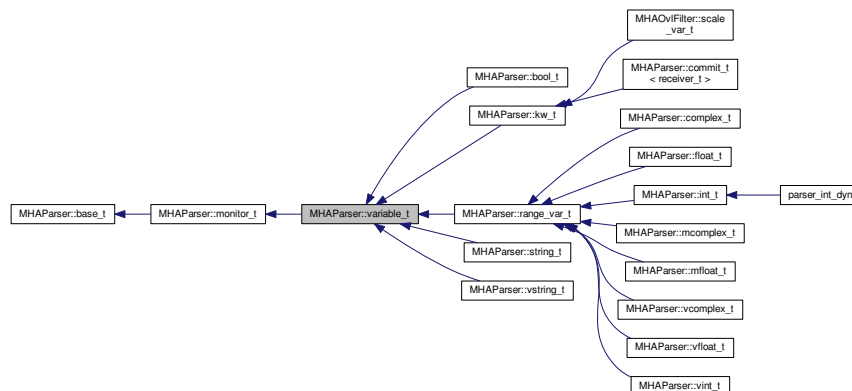 MHAOvlFilter::scale
_var_t
MHAParser::commit_t
< receiver_t >
MHAParser::bool_t
MHAParser::kw_t
MHAParser::complex_t
MHAParser::float_t
MHAParser::int_t
parser_int_dyn
MHAParser::base_t
MHAParser::monitor_t
MHAParser::variable_t
MHAParser::range_var_t
MHAParser::mcomplex_t
MHAParser::string_t
MHAParser::mfloat_t
MHAParser::vstring_t
MHAParser::vcomplex_t
MHAParser::vfloat_t
MHAParser::vint_t